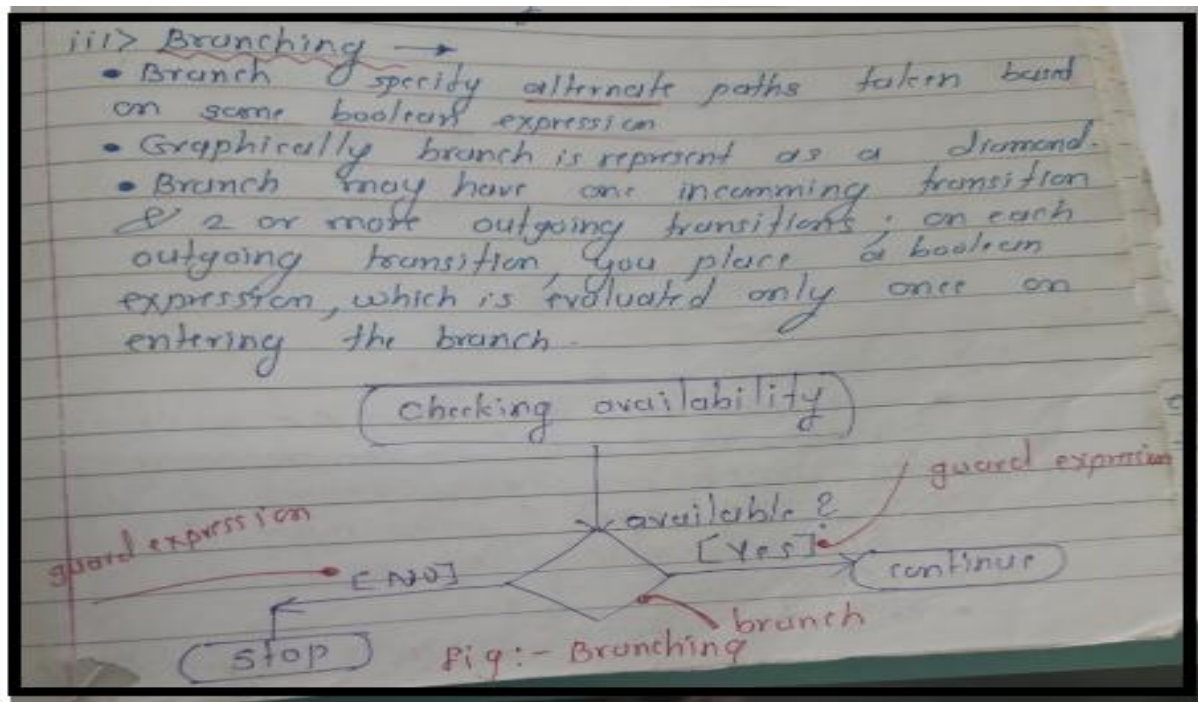 iii> Branching →
• Branch specify alternate paths taken based
on some boolean expression
• Graphically branch is represent as a diamond.
• Branch may have one incomming transition
& 2 or more outgoing transitions; on each
outgoing transition, you place a boolean
expression, which is evaluated only once on
entering the branch.
Checking availability
guard expression
available ?
guard expression
[Yes]
[NO]
continue
branch
stop
Fig:- Branching